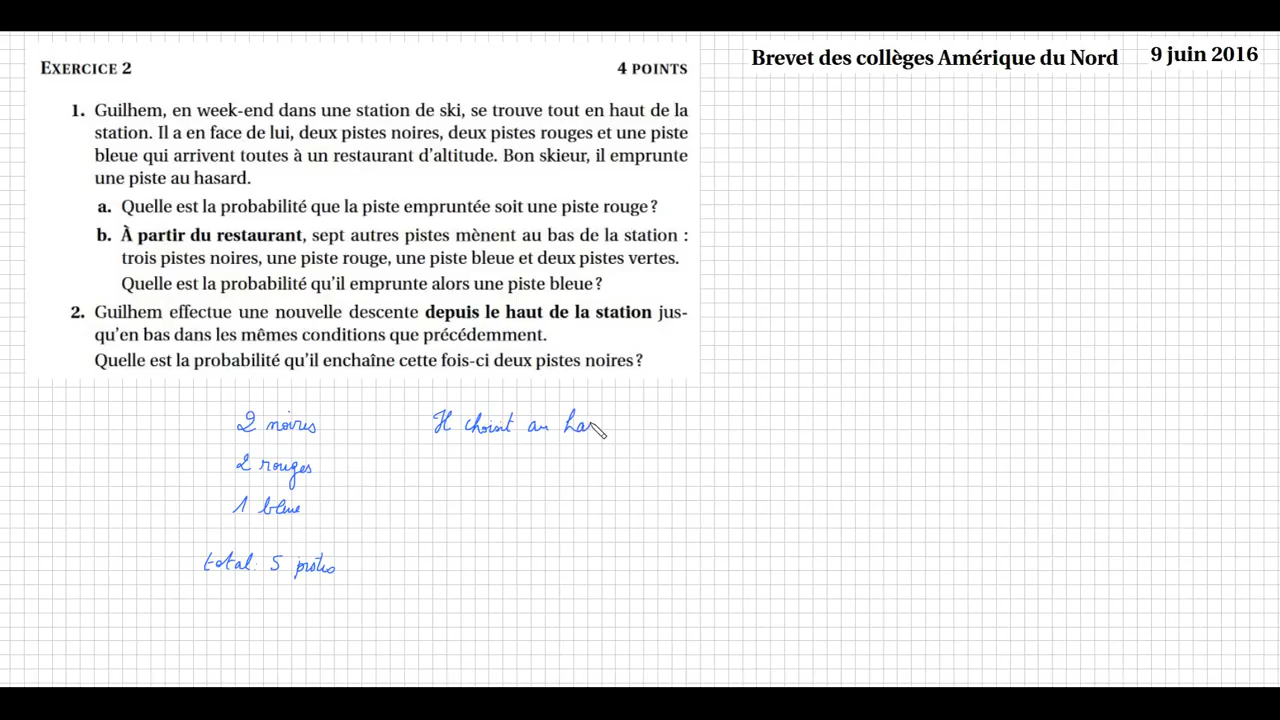 Brevet des collèges Amérique du Nord 9 juin 2016
EXERCICE 2 4 POINTS
1. Guilhem, en week-end dans une station de ski, se trouve tout en haut de la
station. Il a en face de lui, deux pistes noires, deux pistes rouges et une piste
bleue qui arrivent toutes à un restaurant d'altitude. Bon skieur, il emprunte
une piste au hasard.
a. Quelle est la probabilité que la piste empruntée soit une piste rouge ?
b. À partir du restaurant, sept autres pistes mènent au bas de la station :
trois pistes noires, une piste rouge, une piste bleue et deux pistes vertes.
Quelle est la probabilité qu'il emprunte alors une piste bleue ?
2. Guilhem effectue une nouvelle descente depuis le haut de la station jus-
qu'en bas dans les mêmes conditions que précédemment.
Quelle est la probabilité qu'il enchaîne cette fois-ci deux pistes noires ?
2 noires Il choisit au ha
2 rouges
1 bleue
total: 5 pistes